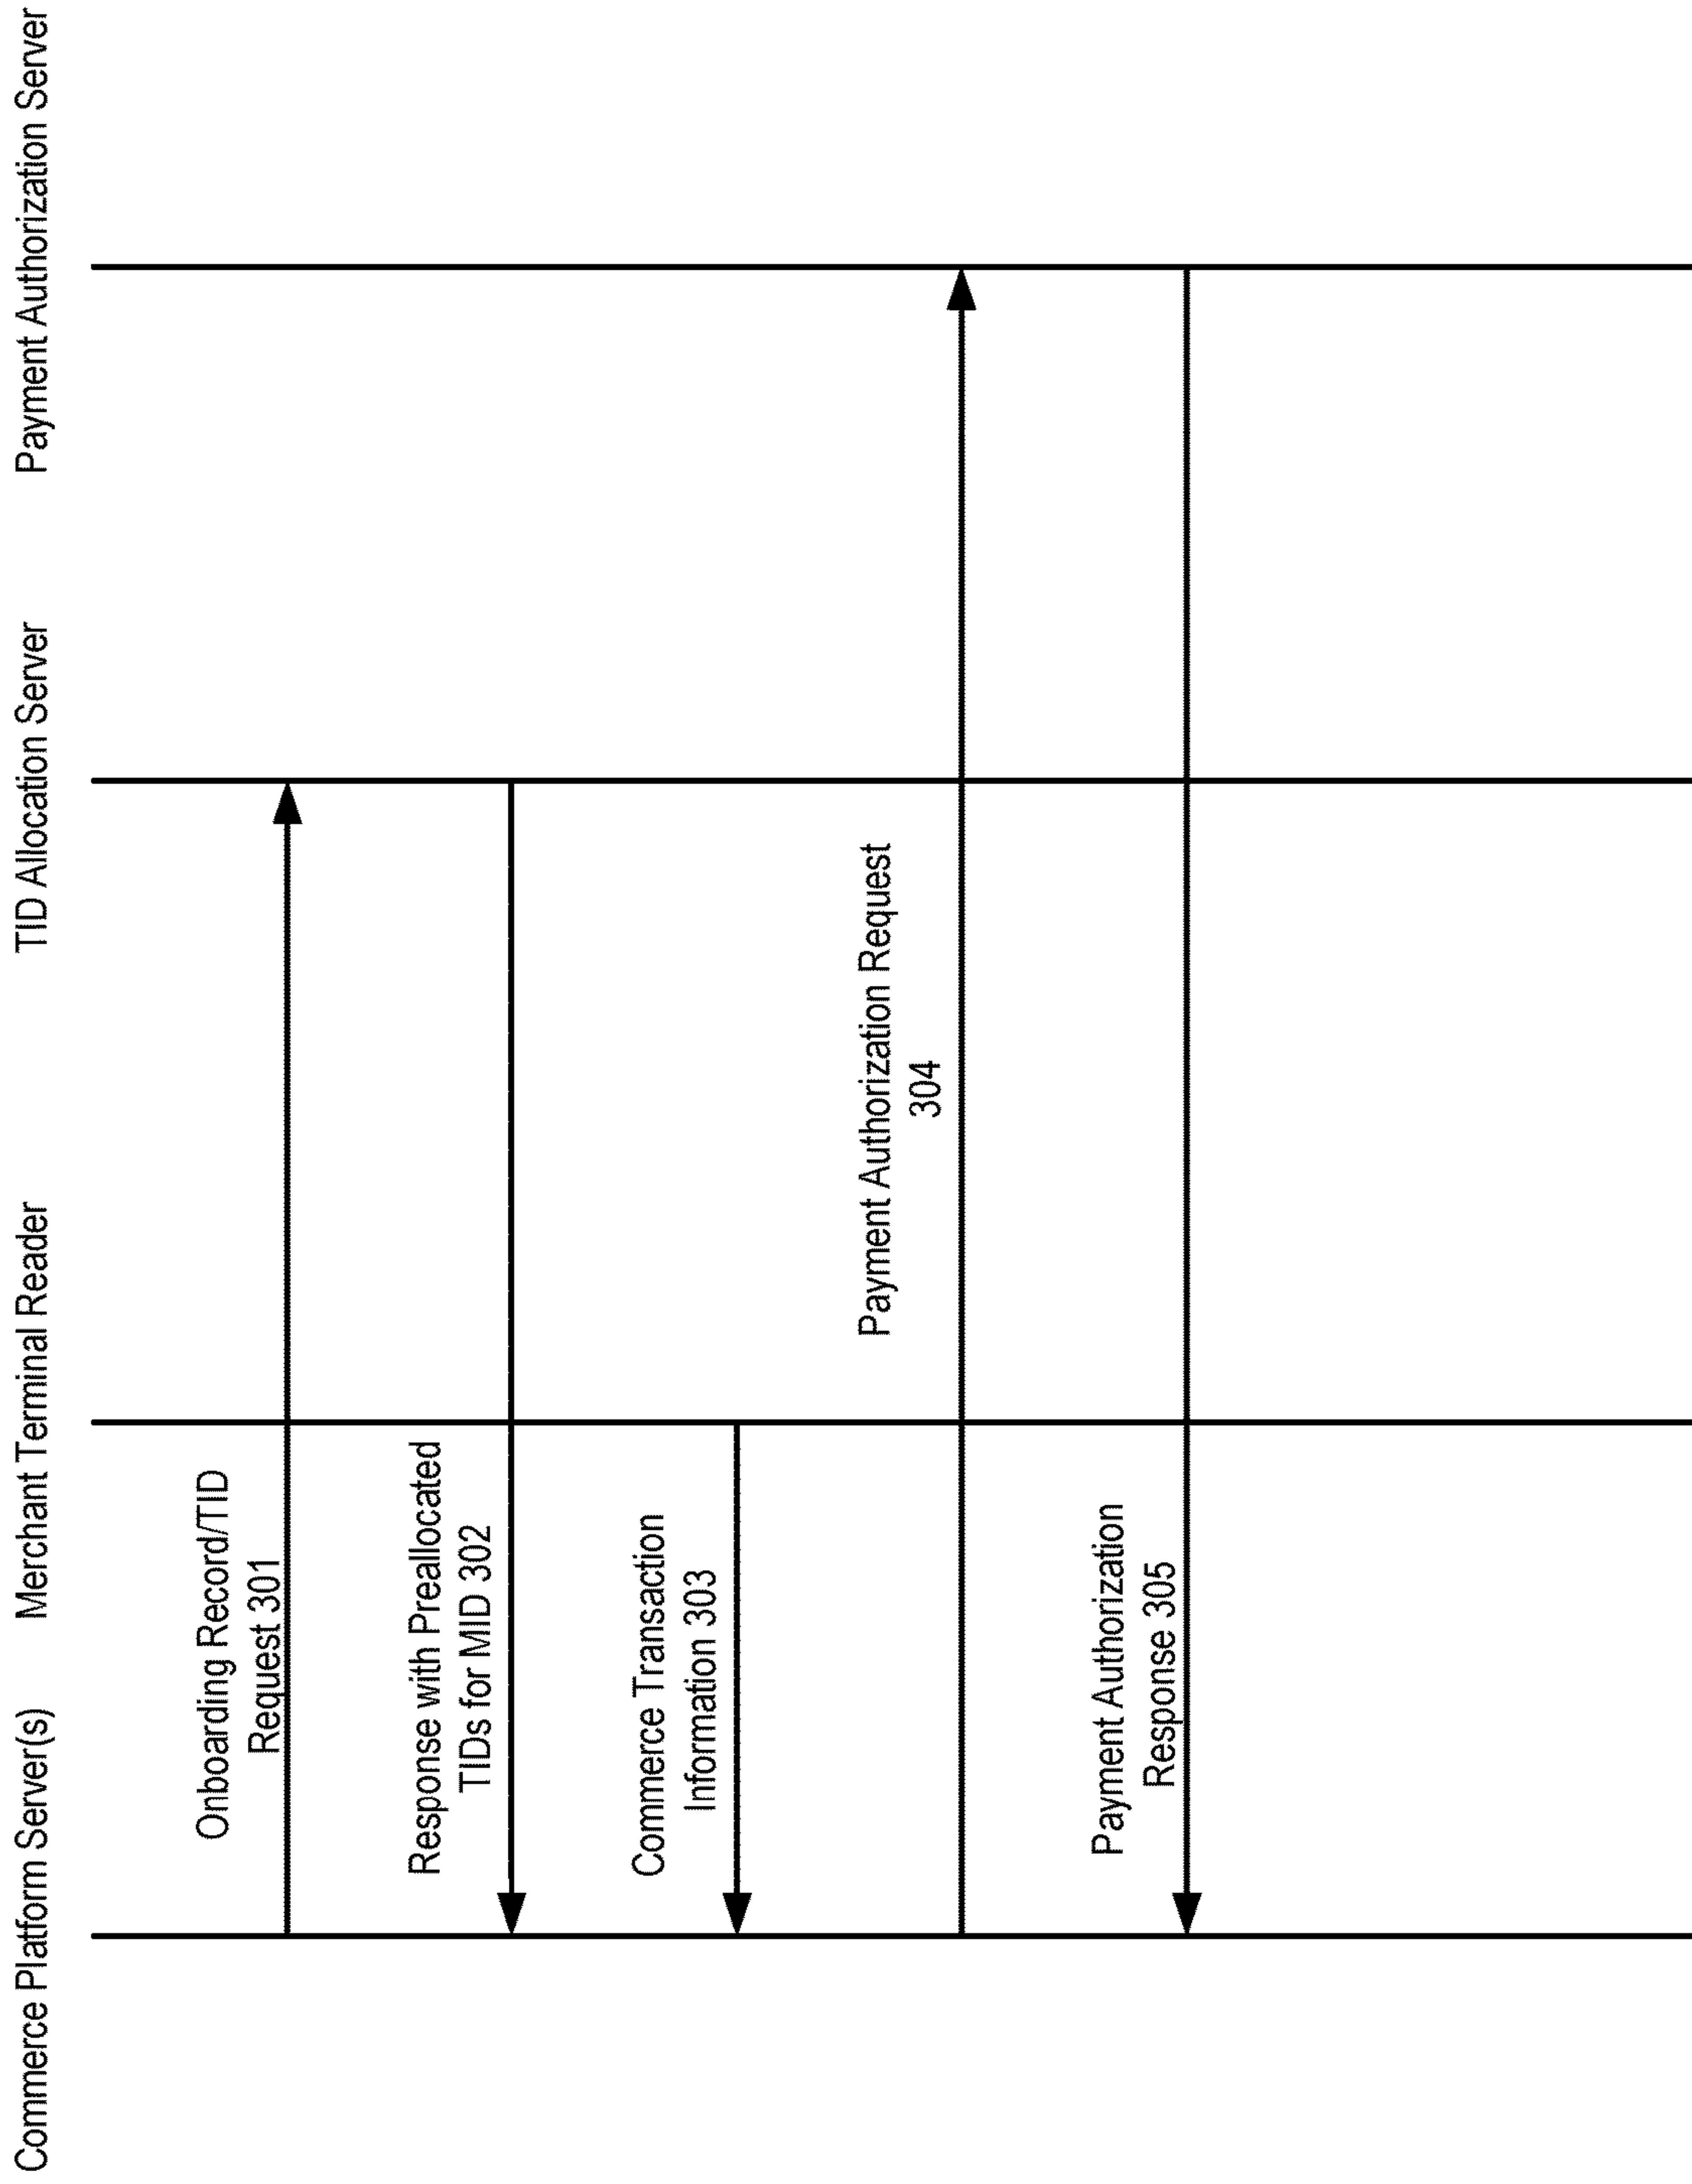 Commerce Platform Server(s)
Merchant Terminal Reader
TID Allocation Server
Payment Authorization Server
Onboarding Record/TID
Request 301
Response with Preallocated
TIDs for MID 302
Commerce Transaction
Information 303
Payment Authorization Request
304
Payment Authorization
Response 305